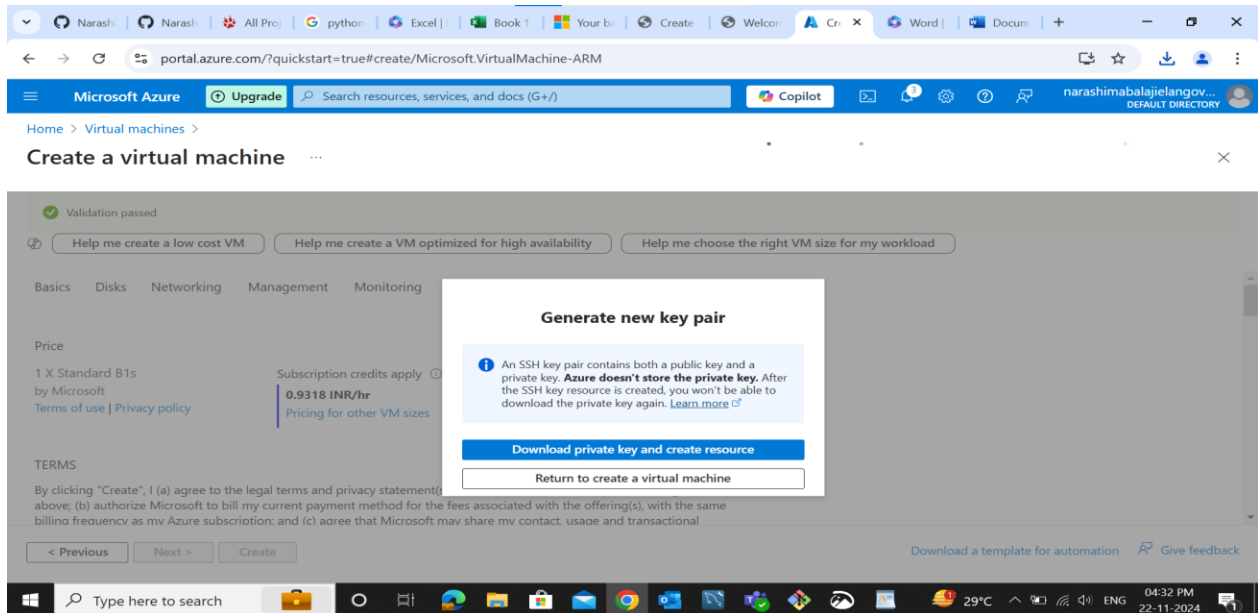 Narash
Narash
All Proj
python
Excel |
Book 1
Your ba
Create
Welcon
Cr
Word |
Docum
portal.azure.com/?quickstart=true#create/Microsoft.VirtualMachine-ARM
Microsoft Azure
Upgrade
Search resources, services, and docs (G+/)
Copilot
3
narashimabalajielangov...
DEFAULT DIRECTORY
Home > Virtual machines >
Create a virtual machine ...
Validation passed
Help me create a low cost VM
Help me create a VM optimized for high availability
Help me choose the right VM size for my workload
Basics Disks Networking Management Monitoring
Generate new key pair
An SSH key pair contains both a public key and a
private key. Azure doesn't store the private key. After
the SSH key resource is created, you won't be able to
download the private key again. Learn more
Download private key and create resource
Return to create a virtual machine
Price
1 X Standard B1s
by Microsoft
Terms of use | Privacy policy
Subscription credits apply
0.9318 INR/hr
Pricing for other VM sizes
TERMS
By clicking "Create", I (a) agree to the legal terms and privacy statement(s
above; (b) authorize Microsoft to bill my current payment method for the fees associated with the offering(s), with the same
billing frequency as my Azure subscription; and (c) agree that Microsoft may share my contact, usage and transactional
< Previous
Next >
Create
Download a template for automation
Give feedback
Type here to search
29°C
ENG
04:32 PM
22-11-2024